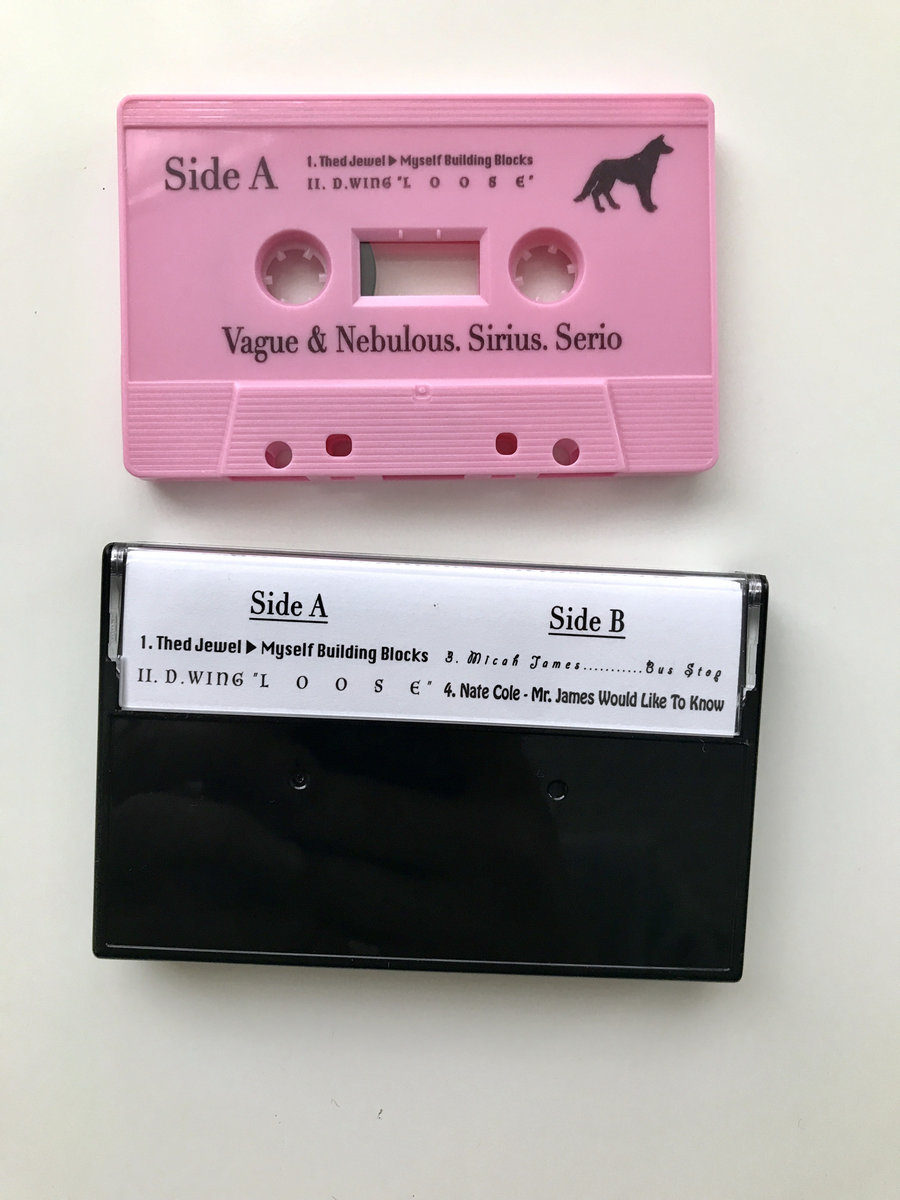 Side A
1. Thed Jewel ▶ Myself Building Blocks
II. D.WING "L O O S E"
Vague & Nebulous. Sirius. Serio
Side A
1. Thed Jewel ▶ Myself Building Blocks
II. D.WING "L O O S E"
Side B
3. Micah James...........Bus Stop
4. Nate Cole - Mr. James Would Like To Know